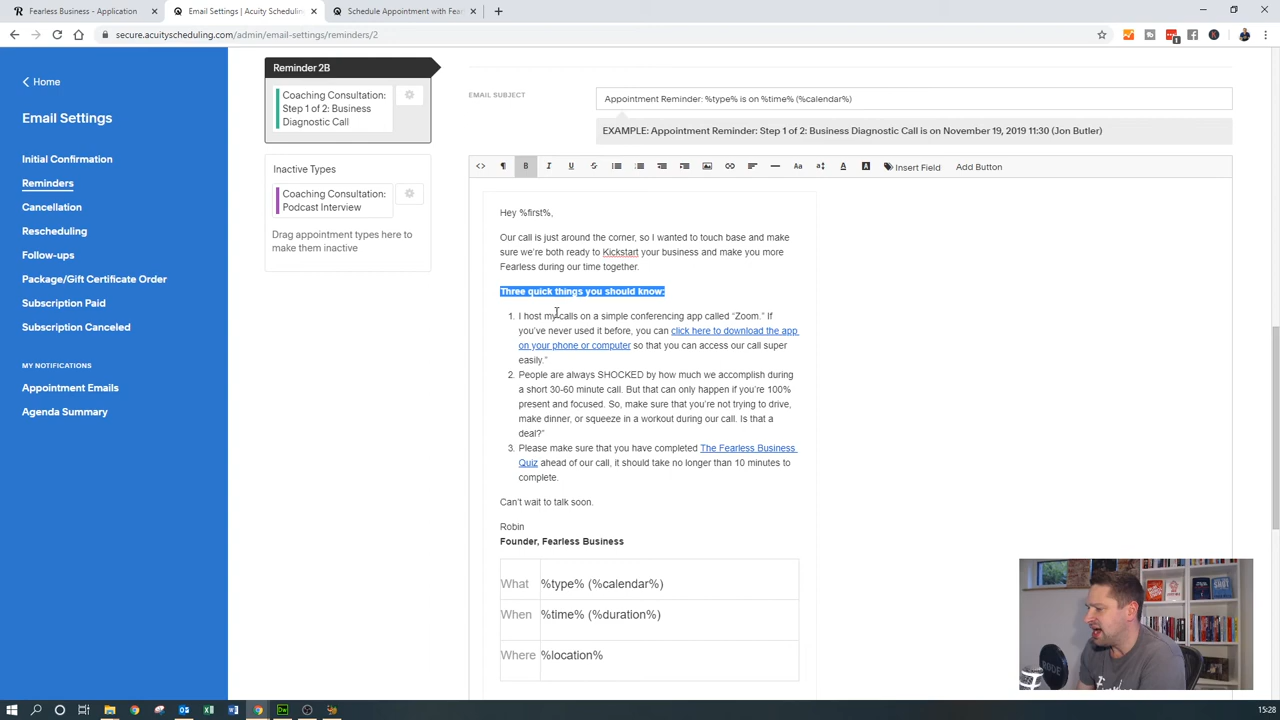 Fearless Business - Application
Email Settings | Acuity Scheduling
Schedule Appointment with Fearl
secure.acuityscheduling.com/admin/email-settings/reminders/2
Home
Email Settings
Initial Confirmation
Reminders
Cancellation
Rescheduling
Follow-ups
Package/Gift Certificate Order
Subscription Paid
Subscription Canceled
MY NOTIFICATIONS
Appointment Emails
Agenda Summary
Reminder 2B
Coaching Consultation:
Step 1 of 2: Business
Diagnostic Call
Inactive Types
Coaching Consultation:
Podcast Interview
Drag appointment types here to
make them inactive
EMAIL SUBJECT
Appointment Reminder: %type% is on %time% (%calendar%)
EXAMPLE: Appointment Reminder: Step 1 of 2: Business Diagnostic Call is on November 19, 2019 11:30 (Jon Butler)
Insert Field
Add Button
Hey %first%,
Our call is just around the corner, so I wanted to touch base and make
sure we're both ready to Kickstart your business and make you more
Fearless during our time together.
Three quick things you should know:
1. I host my calls on a simple conferencing app called “Zoom.” If
you've never used it before, you can click here to download the app
on your phone or computer so that you can access our call super
easily.”
2. People are always SHOCKED by how much we accomplish during
a short 30-60 minute call. But that can only happen if you're 100%
present and focused. So, make sure that you're not trying to drive,
make dinner, or squeeze in a workout during our call. Is that a
deal?”
3. Please make sure that you have completed The Fearless Business
Quiz ahead of our call, it should take no longer than 10 minutes to
complete.
Can't wait to talk soon.
Robin
Founder, Fearless Business
What %type% (%calendar%)
When %time% (%duration%)
Where %location%
RODE
15:28